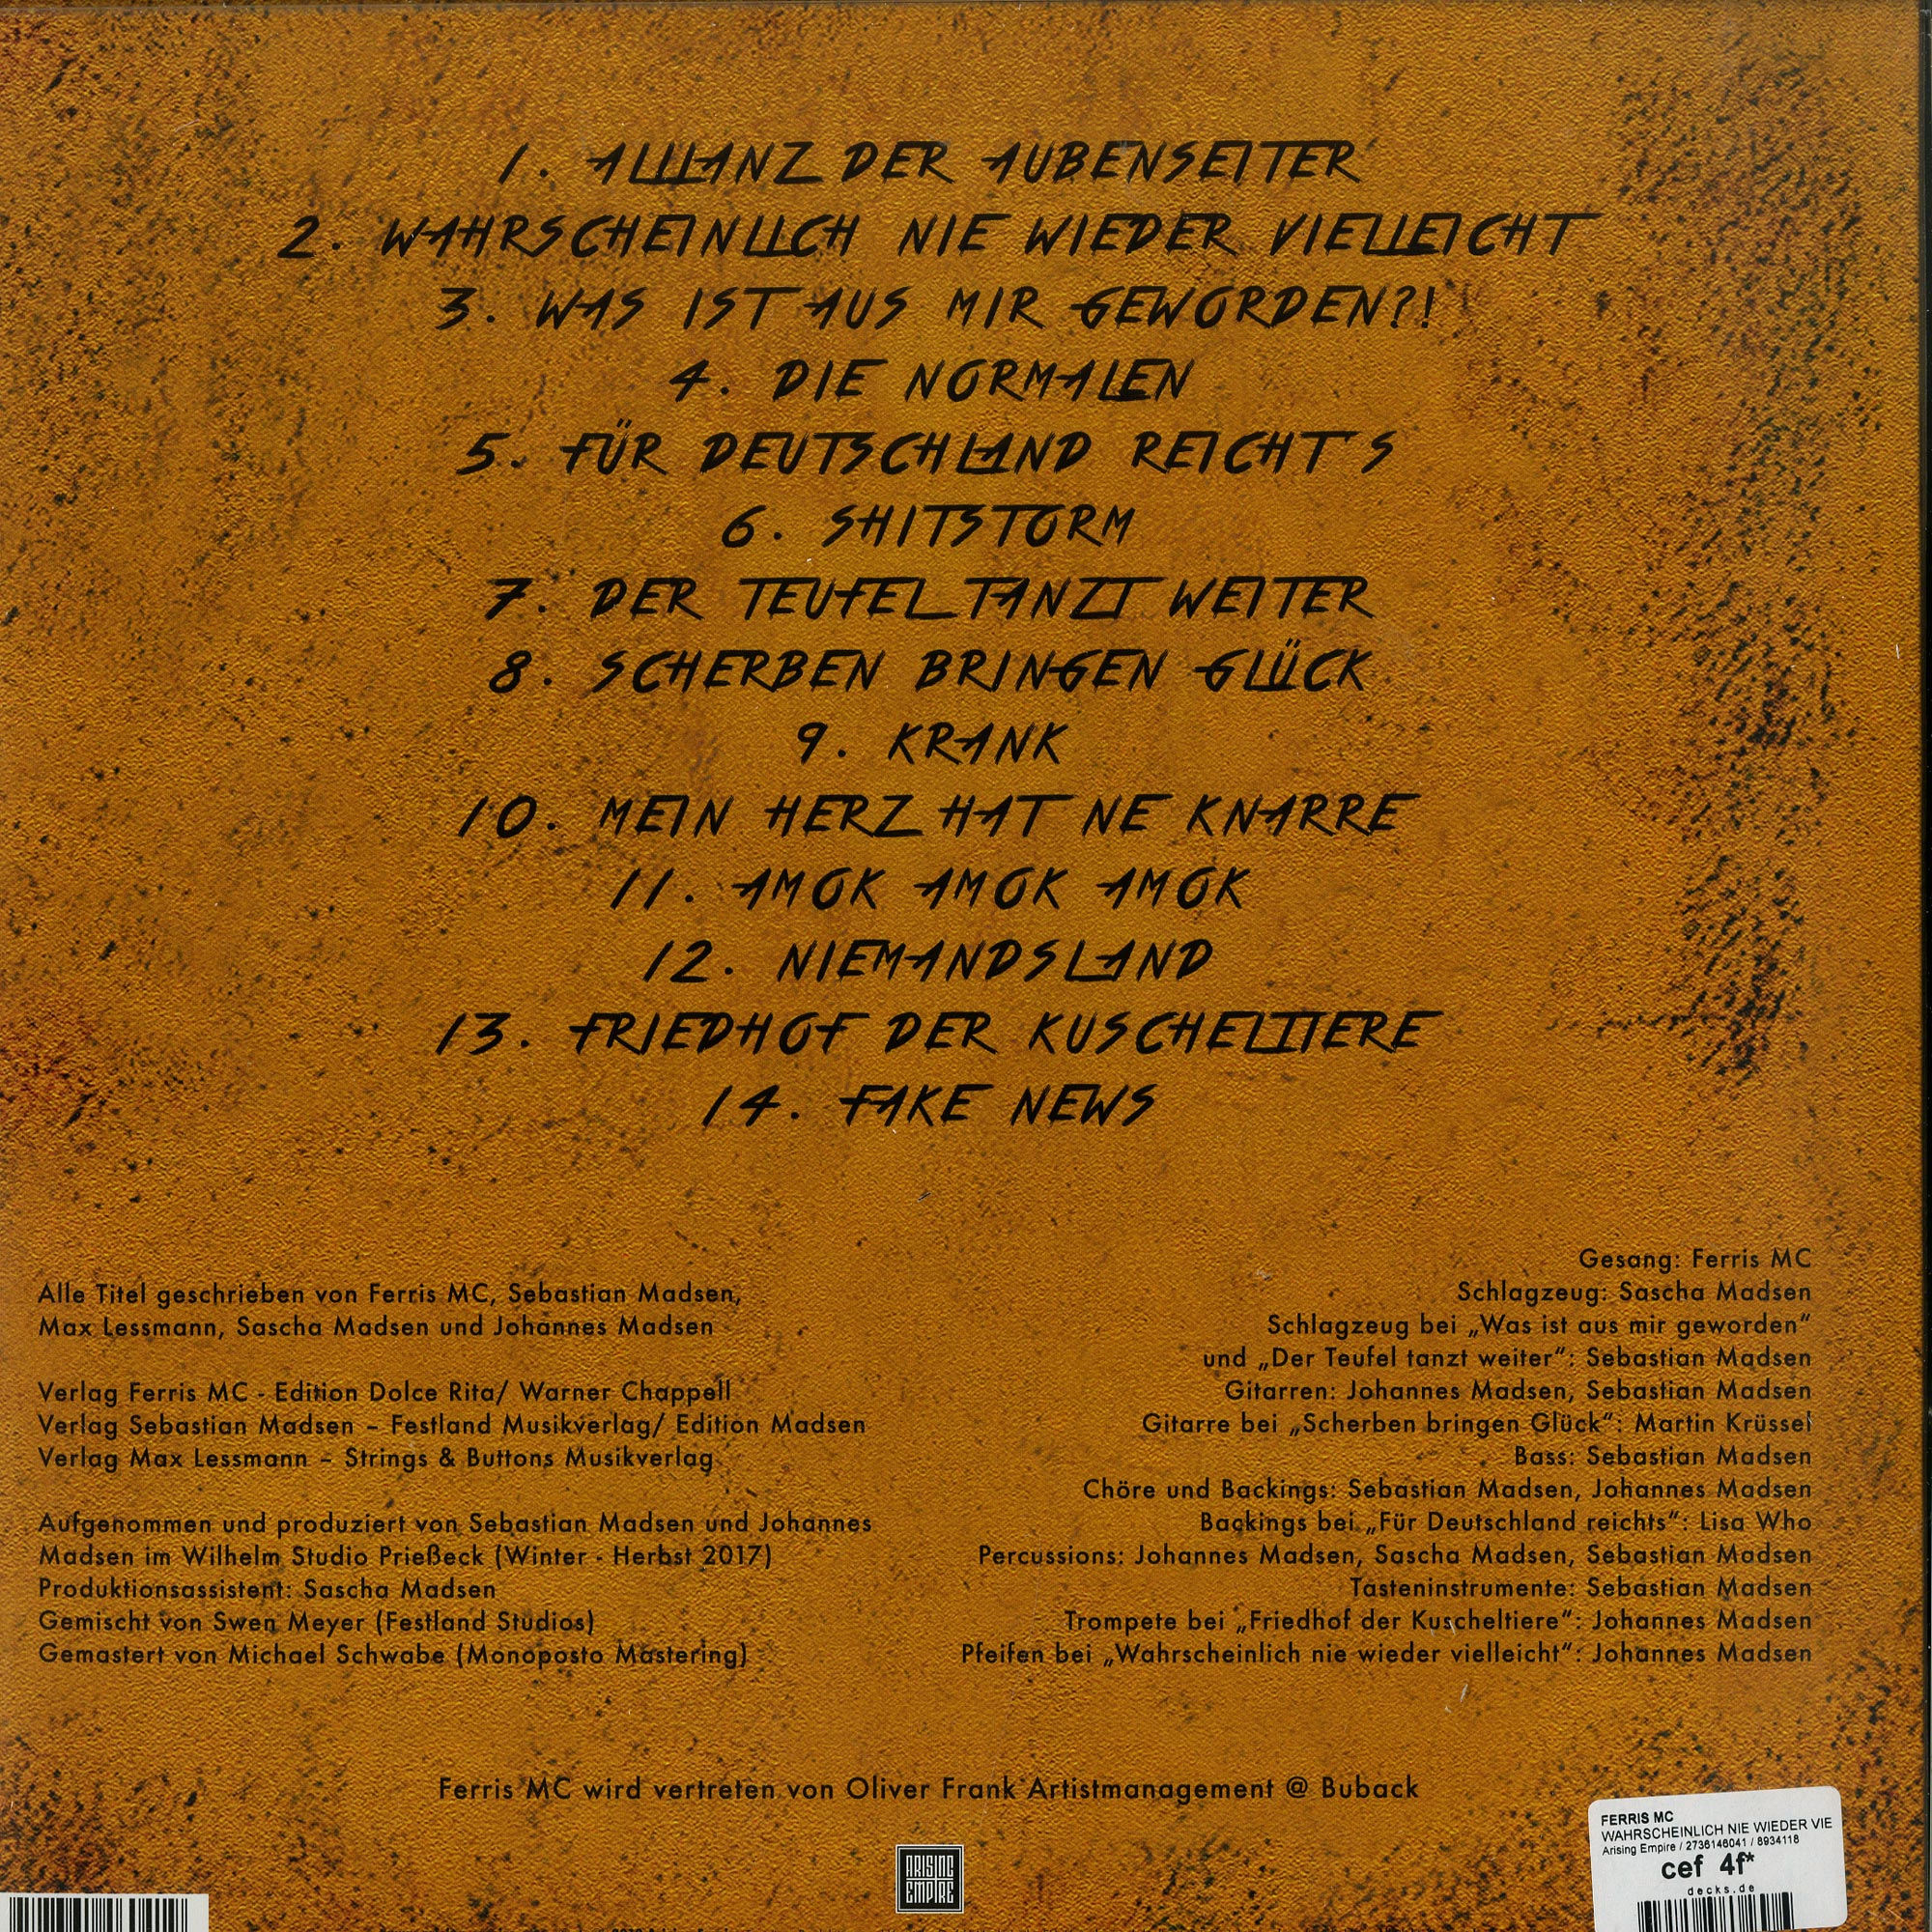 1. ALLIANZ DER AUBENSEITER
2. WAHRSCHEINLICH NIE WIEDER VIELLEICHT
3. WAS IST AUS MIR GEWORDEN?!
4. DIE NORMALEN
5. FÜR DEUTSCHLAND REICHT'S
6. SHITSTORM
7. DER TEUFEL TANZT WEITER
8. SCHERBEN BRINGEN GLÜCK
9. KRANK
10. MEIN HERZ HAT NE KNARRE
11. AMOK AMOK AMOK
12. NIEMANDSLAND
13. FRIEDHOF DER KUSCHELTIERE
14. FAKE NEWS
Alle Titel geschrieben von Ferris MC, Sebastian Madsen,
Max Lessmann, Sascha Madsen und Johannes Madsen
Verlag Ferris MC - Edition Dolce Rita/ Warner Chappell
Verlag Sebastian Madsen – Festland Musikverlag/ Edition Madsen
Verlag Max Lessmann – Strings & Buttons Musikverlag
Aufgenommen und produziert von Sebastian Madsen und Johannes
Madsen im Wilhelm Studio Prießeck (Winter - Herbst 2017)
Produktionsassistent: Sascha Madsen
Gemischt von Swen Meyer (Festland Studios)
Gemastert von Michael Schwabe (Monoposto Mastering)
Gesang: Ferris MC
Schlagzeug: Sascha Madsen
Schlagzeug bei „Was ist aus mir geworden“
und „Der Teufel tanzt weiter“: Sebastian Madsen
Gitarren: Johannes Madsen, Sebastian Madsen
Gitarre bei „Scherben bringen Glück“: Martin Krüssel
Bass: Sebastian Madsen
Chöre und Backings: Sebastian Madsen, Johannes Madsen
Backings bei „Für Deutschland reichts“: Lisa Who
Percussions: Johannes Madsen, Sascha Madsen, Sebastian Madsen
Tasteninstrumente: Sebastian Madsen
Trompete bei „Friedhof der Kuscheltiere“: Johannes Madsen
Pfeifen bei „Wahrscheinlich nie wieder vielleicht“: Johannes Madsen
Ferris MC wird vertreten von Oliver Frank Artistmanagement @ Buback
ARISING
EMPIRE
FERRIS MC
WAHRSCHEINLICH NIE WIEDER VIE
Arising Empire / 2736146041 / 8934118
cef 4f*
decks.de